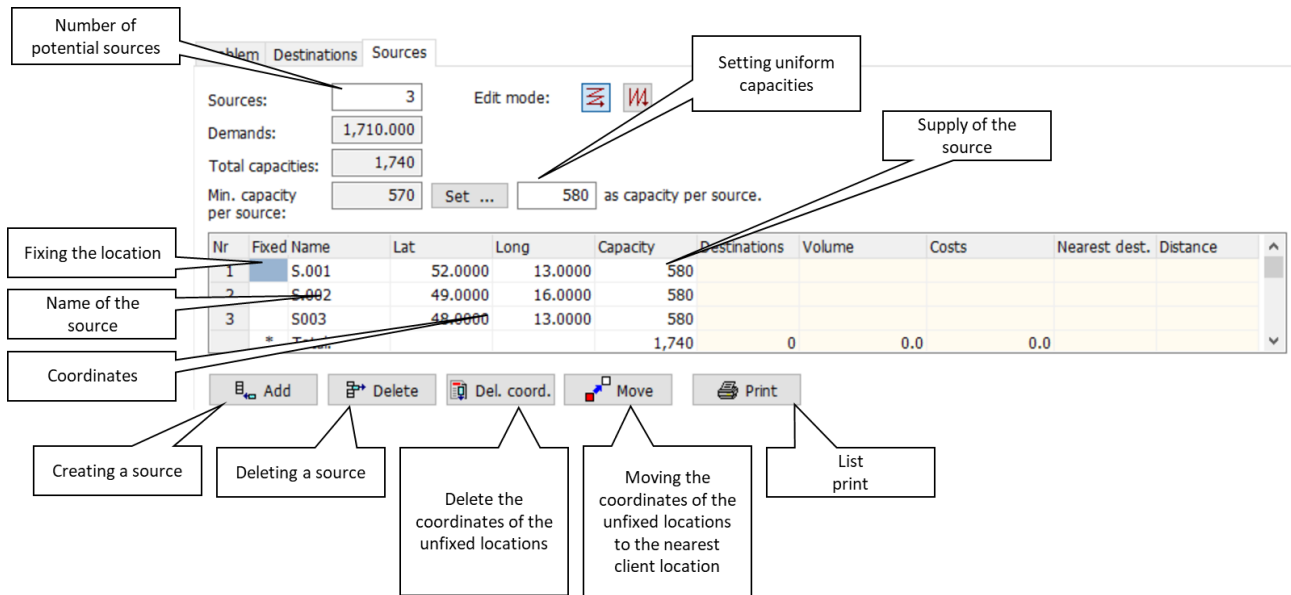 Number of
potential sources
Destinations
Sources
Setting uniform
capacities
Sources:
3
Edit mode:
Demands:
1,710.000
Supply of the
source
Total capacities:
1,740
Min. capacity
per source:
570
Set ...
580
as capacity per source.
Fixing the location
Nr
Fixed
Name
Lat
Long
Capacity
Destinations
Volume
Costs
Nearest dest.
Distance
1
S.001
52.0000
13.0000
580
Name of the
source
2
S.002
49.0000
16.0000
580
3
S003
48.0000
13.0000
580
*
Total:
1,740
0
0.0
0.0
Coordinates
Add
Delete
Del. coord.
Move
Print
Creating a source
Deleting a source
Delete the
coordinates of the
unfixed locations
Moving the
coordinates of the
unfixed locations
to the nearest
client location
List
print